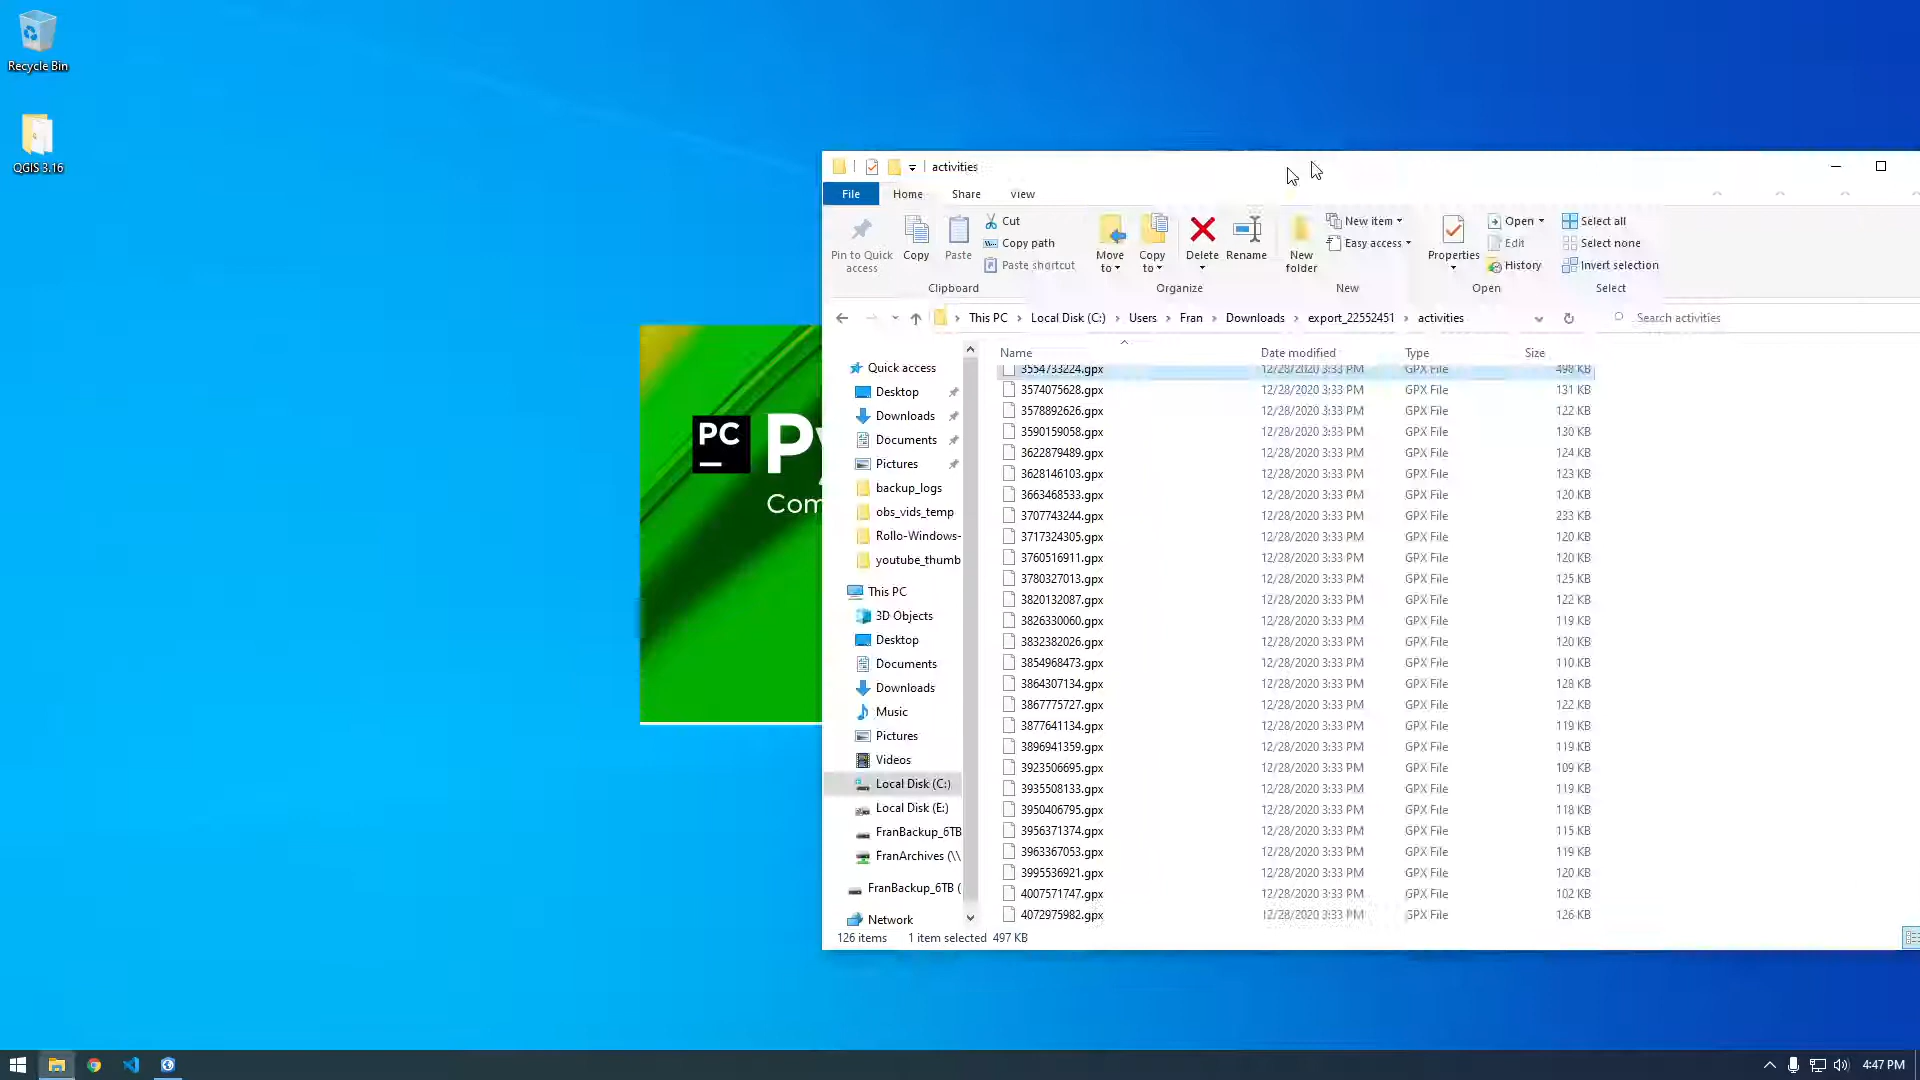 Recycle Bin
QGIS 3.16
PC
Com
activities
File Home Share View
Pin to Quick access
Copy
Paste
Cut
Copy path
Paste shortcut
Move to
Copy to
Delete
Rename
New folder
New item
Easy access
Properties
Open
Edit
History
Select all
Select none
Invert selection
Clipboard Organize New Open Select
This PC Local Disk (C:) Users Fran Downloads export_22552451 activities
Search activities
Quick access
Desktop
Downloads
Documents
Pictures
backup_logs
obs_vids_temp
Rollo-Windows-
youtube_thumb
This PC
3D Objects
Desktop
Documents
Downloads
Music
Pictures
Videos
Local Disk (C:)
Local Disk (E:)
FranBackup_6TB
FranArchives (\\
FranBackup_6TB (
Network
Name Date modified Type Size
3554733224.gpx 12/28/2020 3:33 PM GPX File 498 KB
3574075628.gpx 12/28/2020 3:33 PM GPX File 131 KB
3578892626.gpx 12/28/2020 3:33 PM GPX File 122 KB
3590159058.gpx 12/28/2020 3:33 PM GPX File 130 KB
3622879489.gpx 12/28/2020 3:33 PM GPX File 124 KB
3628146103.gpx 12/28/2020 3:33 PM GPX File 123 KB
3663468533.gpx 12/28/2020 3:33 PM GPX File 120 KB
3707743244.gpx 12/28/2020 3:33 PM GPX File 233 KB
3717324305.gpx 12/28/2020 3:33 PM GPX File 120 KB
3760516911.gpx 12/28/2020 3:33 PM GPX File 120 KB
3780327013.gpx 12/28/2020 3:33 PM GPX File 125 KB
3820132087.gpx 12/28/2020 3:33 PM GPX File 122 KB
3826330060.gpx 12/28/2020 3:33 PM GPX File 119 KB
3832382026.gpx 12/28/2020 3:33 PM GPX File 120 KB
3854968473.gpx 12/28/2020 3:33 PM GPX File 110 KB
3864307134.gpx 12/28/2020 3:33 PM GPX File 128 KB
3867775727.gpx 12/28/2020 3:33 PM GPX File 122 KB
3877641134.gpx 12/28/2020 3:33 PM GPX File 119 KB
3896941359.gpx 12/28/2020 3:33 PM GPX File 119 KB
3923506695.gpx 12/28/2020 3:33 PM GPX File 109 KB
3935508133.gpx 12/28/2020 3:33 PM GPX File 119 KB
3950406795.gpx 12/28/2020 3:33 PM GPX File 118 KB
3956371374.gpx 12/28/2020 3:33 PM GPX File 115 KB
3963367053.gpx 12/28/2020 3:33 PM GPX File 119 KB
3995536921.gpx 12/28/2020 3:33 PM GPX File 120 KB
4007571747.gpx 12/28/2020 3:33 PM GPX File 102 KB
4072975982.gpx 12/28/2020 3:33 PM GPX File 126 KB
126 items 1 item selected 497 KB
4:47 PM